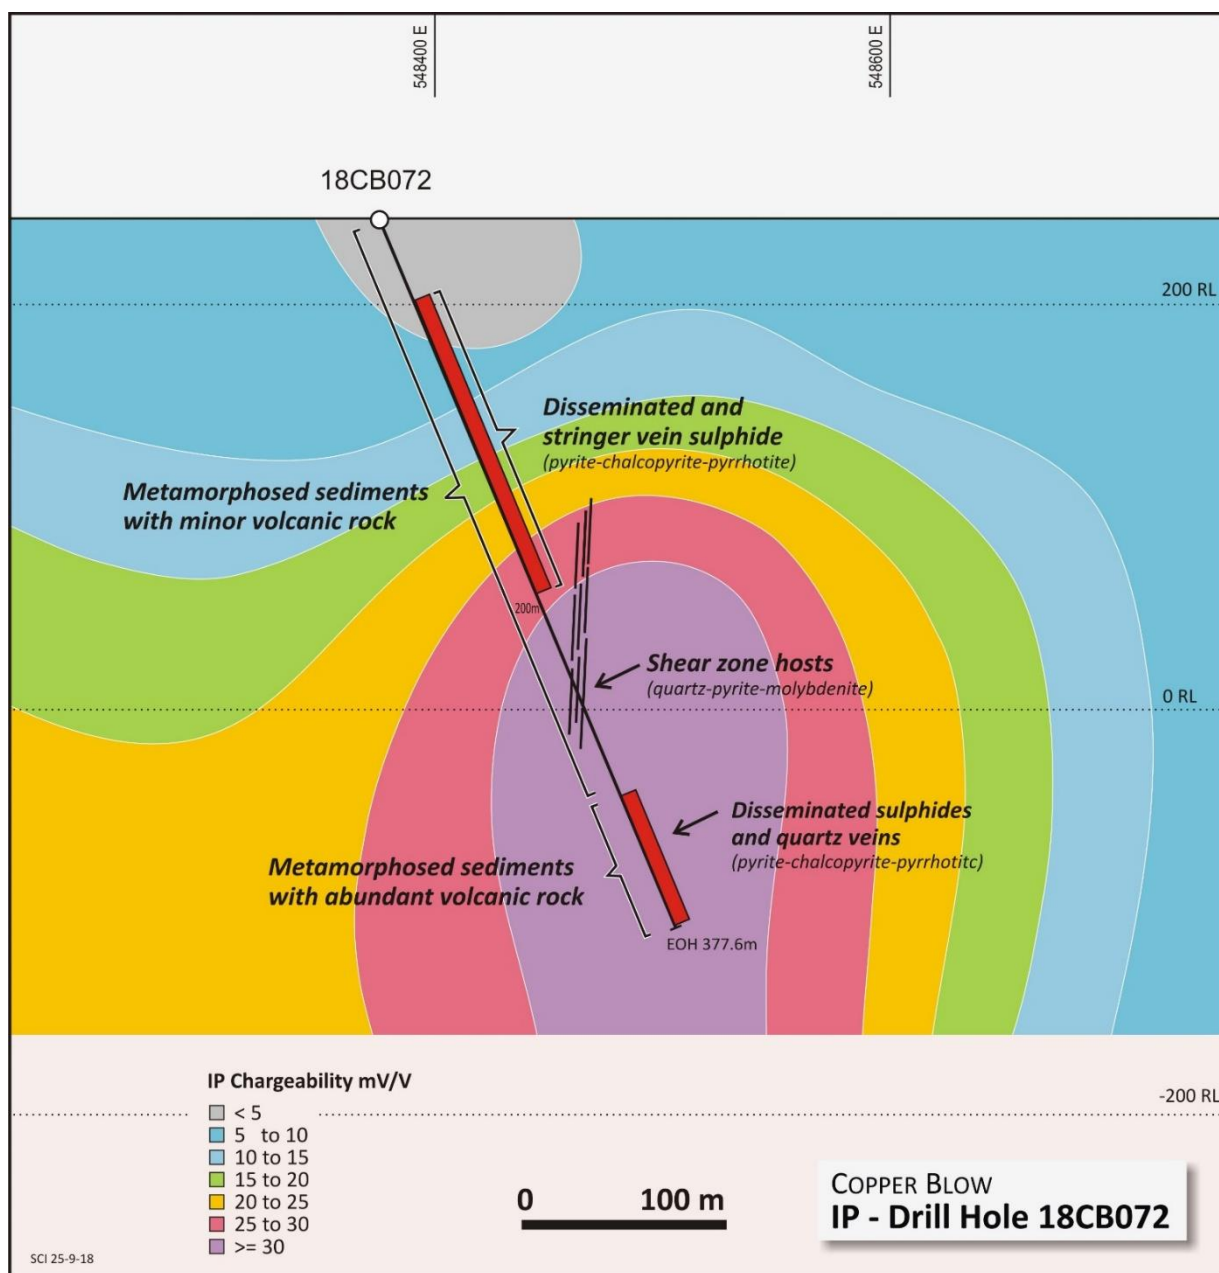 548400 E
548600 E
18CB072
200 RL
Disseminated and
stringer vein sulphide
(pyrite-chalcopyrite-pyrrhotite)
Metamorphosed sediments
with minor volcanic rock
200m
Shear zone hosts
(quartz-pyrite-molybdenite)
0 RL
Disseminated sulphides
and quartz veins
(pyrite-chalcopyrite-pyrrhotitc)
Metamorphosed sediments
with abundant volcanic rock
EOH 377.6m
IP Chargeability mV/V
-200 RL
< 5
5 to 10
10 to 15
15 to 20
20 to 25
25 to 30
>= 30
0 100 m
COPPER BLOW
IP - Drill Hole 18CB072
SCI 25-9-18